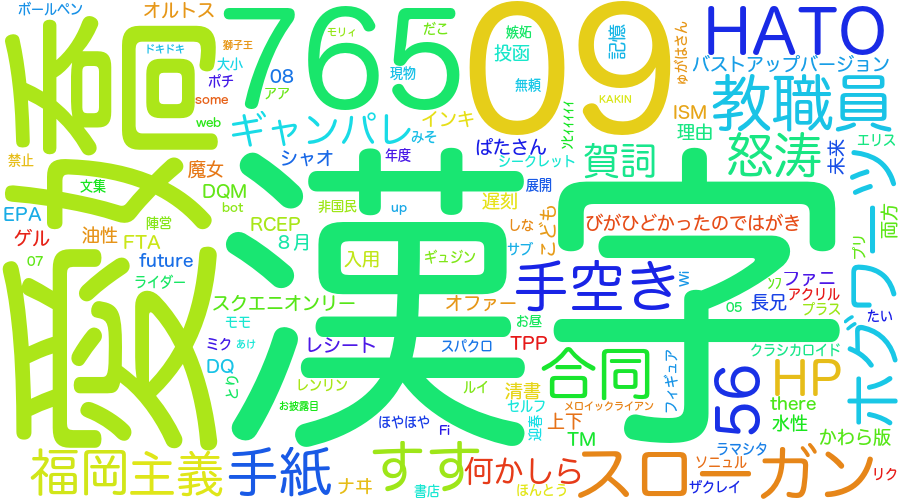 ボールペン
オルトス
765
09
HATO
ドキドキ
獅子王
大小
モリィ
だこ
嫉妬
投函
記憶
ゅがはさん
バストアップバージョン
08
ポチ
アア
現物
無頼
some
web
KAKIN
教職員
ISM
理由
エリス
香
ギャンパレ
みそ
インキ
怒涛
禁止
シャオ
年度
ぱたさん
シークレット
賀詞
未来
魔女
文集
漢字
展開
ツワーグホ
DQM
bot
非国民
up
遅刻
こども
びがひどかったのではがき
両方
EPA
陣営
RCEP
しな
ゲル
油性
FTA
8月
サブ
プリ
07
future
入用
ギュジン
手空き
Wi
ファニ
ライダー
愛
スクエニオンリー
オファー
長兄
アクリル
05
プラス
モモ
お昼
たい
ミク
あけ
レシート
スパクロ
TPP
クラシカロイド
DQ
とり
レンリン
ルイ
合同
フィギュア
56
HP
清書
セルフ
メロイックライアン
there
お披露目
ほやほや
Fi
迎春
上下
TM
水性
かわら版
福岡主義
手紙
すす
何かしら
スローガン
ラマシタ
ソニュル
リク
ナヰ
書店
ほんとう
ザクレイ